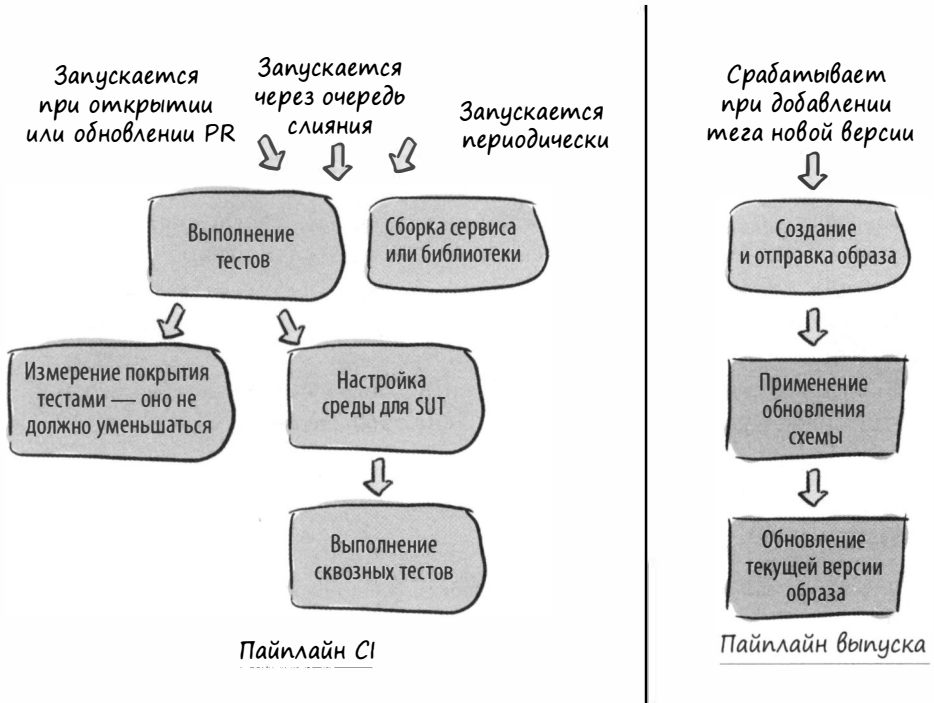 Запускается
при открытии
или обновлении PR
Запускается
через очередь
слияния
Запускается
периодически
Выполнение
тестов
Сборка сервиса
или библиотеки
Измерение покрытия
тестами — оно не
должно уменьшаться
Настройка
среды для SUT
Выполнение
сквозных тестов
Пайплайн CI
Срабатывает
при добавлении
тега новой версии
Создание
и отправка образа
Применение
обновления
схемы
Обновление
текущей версии
образа
Пайплайн выпуска